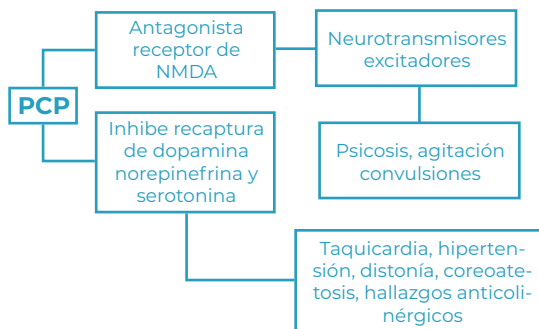 Antagonista
receptor de
NMDA
Neurotransmisores
excitadores
PCP
Inhibe recaptura
de dopamina
norepinefrina y
serotonina
Psicosis, agitación
convulsiones
Taquicardia, hiperten-
sión, distonía, coreoate-
tosis, hallazgos anticoli-
nérgicos